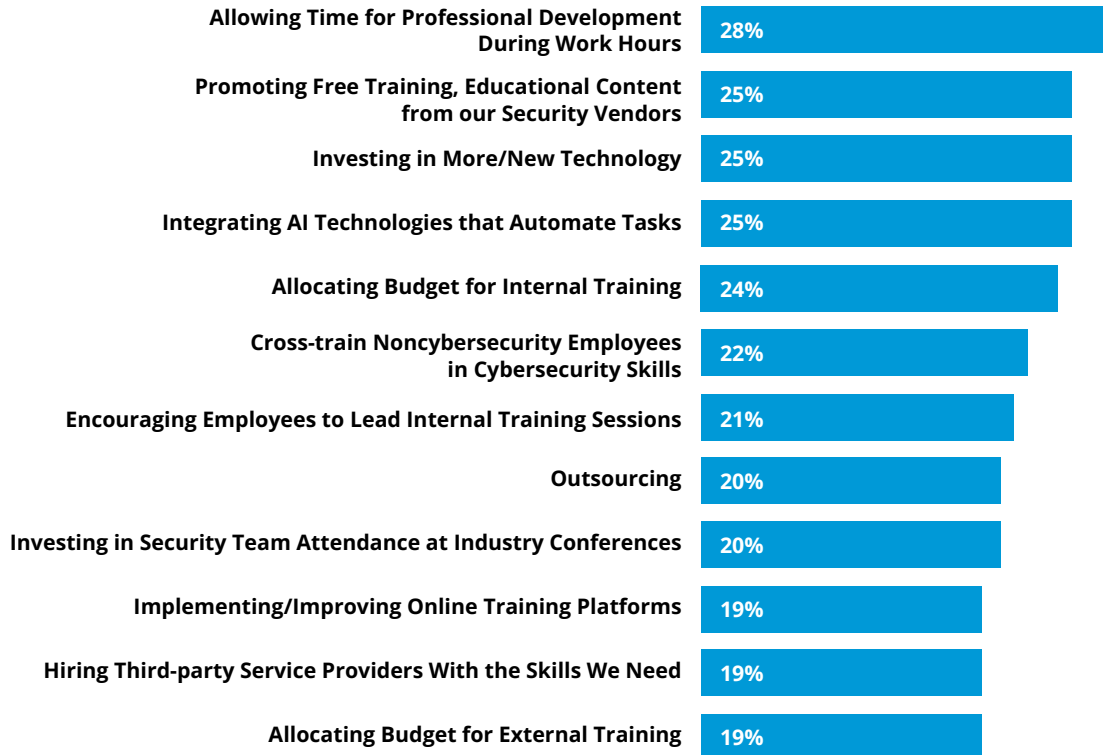 Allowing Time for Professional Development
During Work Hours
28%
Promoting Free Training, Educational Content
from our Security Vendors
25%
Investing in More/New Technology
25%
Integrating AI Technologies that Automate Tasks
25%
Allocating Budget for Internal Training
24%
Cross-train Noncybersecurity Employees
in Cybersecurity Skills
22%
Encouraging Employees to Lead Internal Training Sessions
21%
Outsourcing
20%
Investing in Security Team Attendance at Industry Conferences
20%
Implementing/Improving Online Training Platforms
19%
Hiring Third-party Service Providers With the Skills We Need
19%
Allocating Budget for External Training
19%